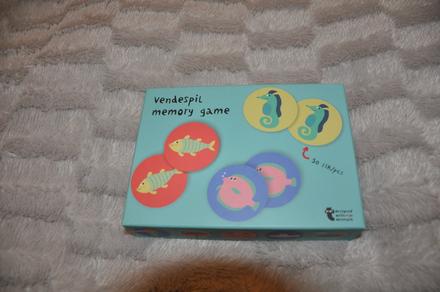 Vendespil
memory game
30 stk/pcs